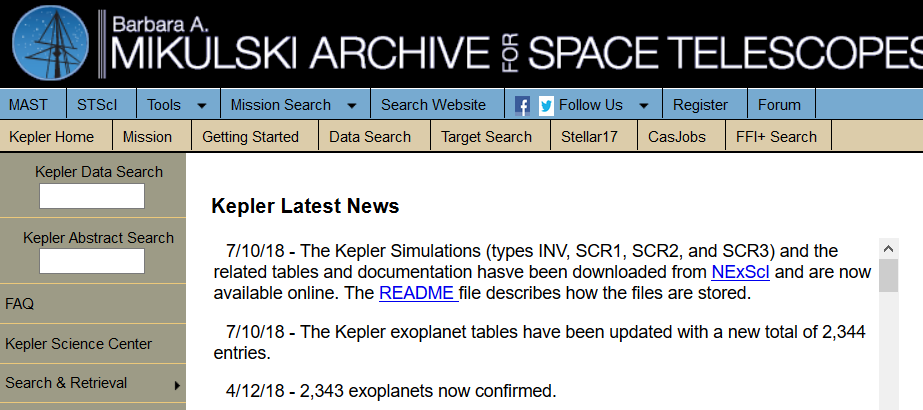 Barbara A.
MIKULSKI ARCHIVE FOR SPACE TELESCOPES
MAST STScI Tools Mission Search Search Website Follow Us Register Forum
Kepler Home Mission Getting Started Data Search Target Search Stellar17 CasJobs FFI+ Search
Kepler Data Search
Kepler Abstract Search
FAQ
Kepler Science Center
Search & Retrieval
Kepler Latest News
7/10/18 - The Kepler Simulations (types INV, SCR1, SCR2, and SCR3) and the
related tables and documentation hasve been downloaded from NExScI and are now
available online. The README file describes how the files are stored.
7/10/18 - The Kepler exoplanet tables have been updated with a new total of 2,344
entries.
4/12/18 - 2,343 exoplanets now confirmed.